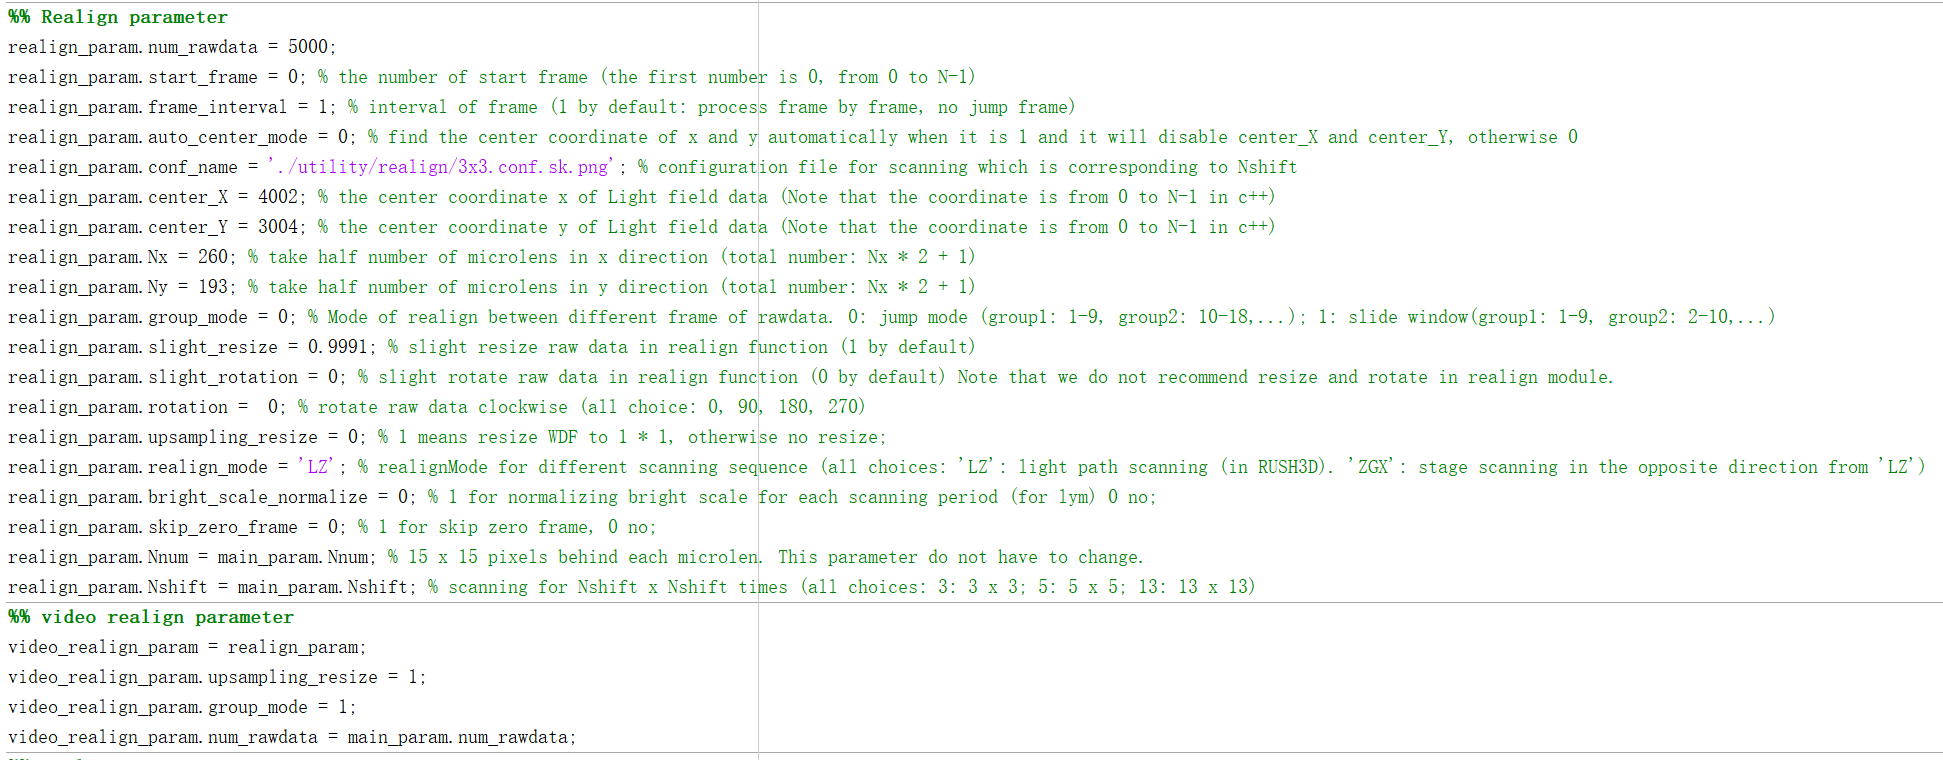 %% Realign parameter
realign_param.num_rawdata = 5000;
realign_param.start_frame = 0; % the number of start frame (the first number is 0, from 0 to N-1)
realign_param.frame_interval = 1; % interval of frame (1 by default: process frame by frame, no jump frame)
realign_param.auto_center_mode = 0; % find the center coordinate of x and y automatically when it is 1 and it will disable center_X and center_Y, otherwise 0
realign_param.conf_name = './utility/realign/3x3.conf.sk.png'; % configuration file for scanning which is corresponding to Nshift
realign_param.center_X = 4002; % the center coordinate x of Light field data (Note that the coordinate is from 0 to N-1 in c++)
realign_param.center_Y = 3004; % the center coordinate y of Light field data (Note that the coordinate is from 0 to N-1 in c++)
realign_param.Nx = 260; % take half number of microlens in x direction (total number: Nx * 2 + 1)
realign_param.Ny = 193; % take half number of microlens in y direction (total number: Nx * 2 + 1)
realign_param.group_mode = 0; % Mode of realign between different frame of rawdata. 0: jump mode (group1: 1-9, group2: 10-18,...); 1: slide window(group1: 1-9, group2: 2-10,...)
realign_param.slight_resize = 0.9991; % slight resize raw data in realign function (1 by default)
realign_param.slight_rotation = 0; % slight rotate raw data in realign function (0 by default) Note that we do not recommend resize and rotate in realign module.
realign_param.rotation =  0; % rotate raw data clockwise (all choice: 0, 90, 180, 270)
realign_param.upsampling_resize = 0; % 1 means resize WDF to 1 * 1, otherwise no resize;
realign_param.realign_mode = 'LZ'; % realignMode for different scanning sequence (all choices: 'LZ': light path scanning (in RUSH3D). 'ZGX': stage scanning in the opposite direction from 'LZ')
realign_param.bright_scale_normalize = 0; % 1 for normalizing bright scale for each scanning period (for lym) 0 no;
realign_param.skip_zero_frame = 0; % 1 for skip zero frame, 0 no;
realign_param.Nnum = main_param.Nnum; % 15 x 15 pixels behind each microlen. This parameter do not have to change.
realign_param.Nshift = main_param.Nshift; % scanning for Nshift x Nshift times (all choices: 3: 3 x 3; 5: 5 x 5; 13: 13 x 13)
%% video realign parameter
video_realign_param = realign_param;
video_realign_param.upsampling_resize = 1;
video_realign_param.group_mode = 1;
video_realign_param.num_rawdata = main_param.num_rawdata;